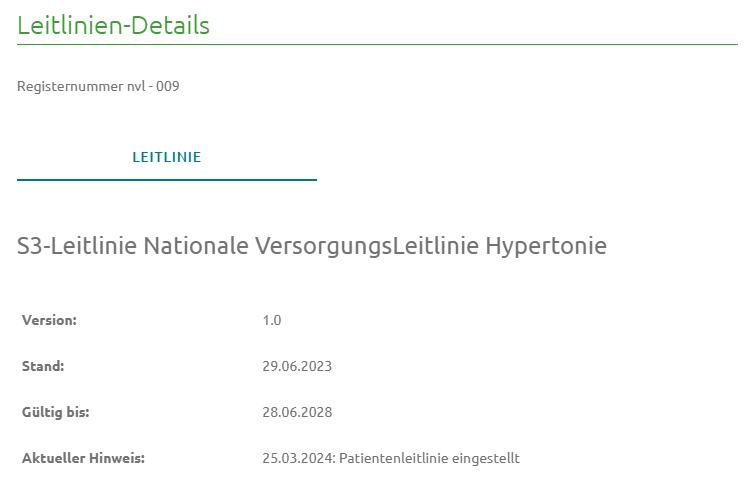 Leitlinien-Details
Registernummer nvl - 009
LEITLINIE
S3-Leitlinie Nationale VersorgungsLeitlinie Hypertonie
Version: 1.0
Stand: 29.06.2023
Gültig bis: 28.06.2028
Aktueller Hinweis: 25.03.2024: Patientenleitlinie eingestellt